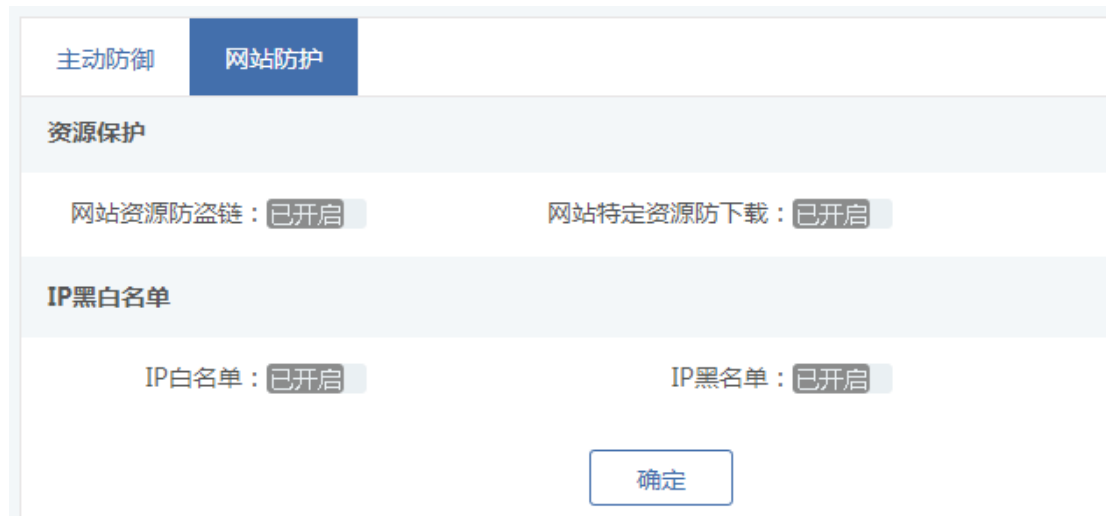 主动防御 网站防护
资源保护
网站资源防盗链：已开启 网站特定资源防下载：已开启
IP黑白名单
IP白名单：已开启 IP黑名单：已开启
确定